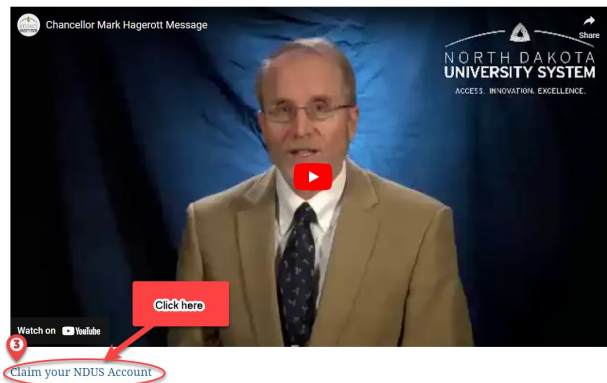 Chancellor Mark Hagerott Message
Share
NORTH DAKOTA
UNIVERSITY SYSTEM
ACCESS. INNOVATION. EXCELLENCE.
Click here
Watch on YouTube
3
Claim your NDUS Account